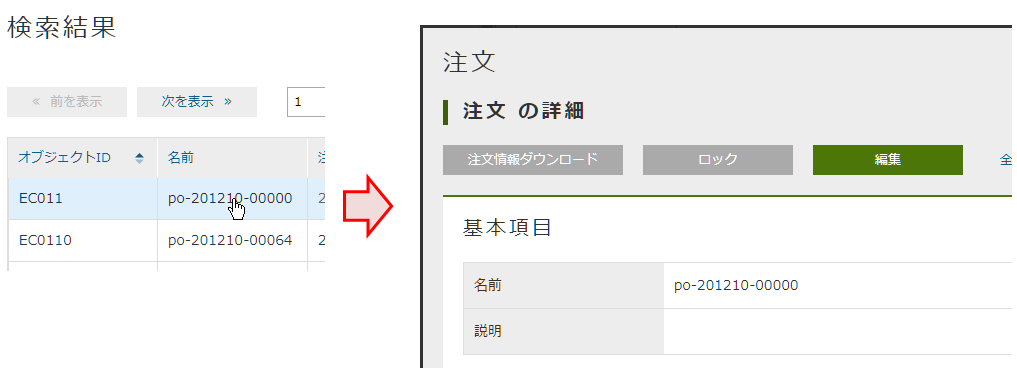 検索結果
« 前を表示 次を表示 » 1
オブジェクトID 名前
EC011 po-201210-00000 2
EC0110 po-201210-00064 2
注文
注文 の詳細
注文情報ダウンロード ロック 編集 全
基本項目
名前 po-201210-00000
説明